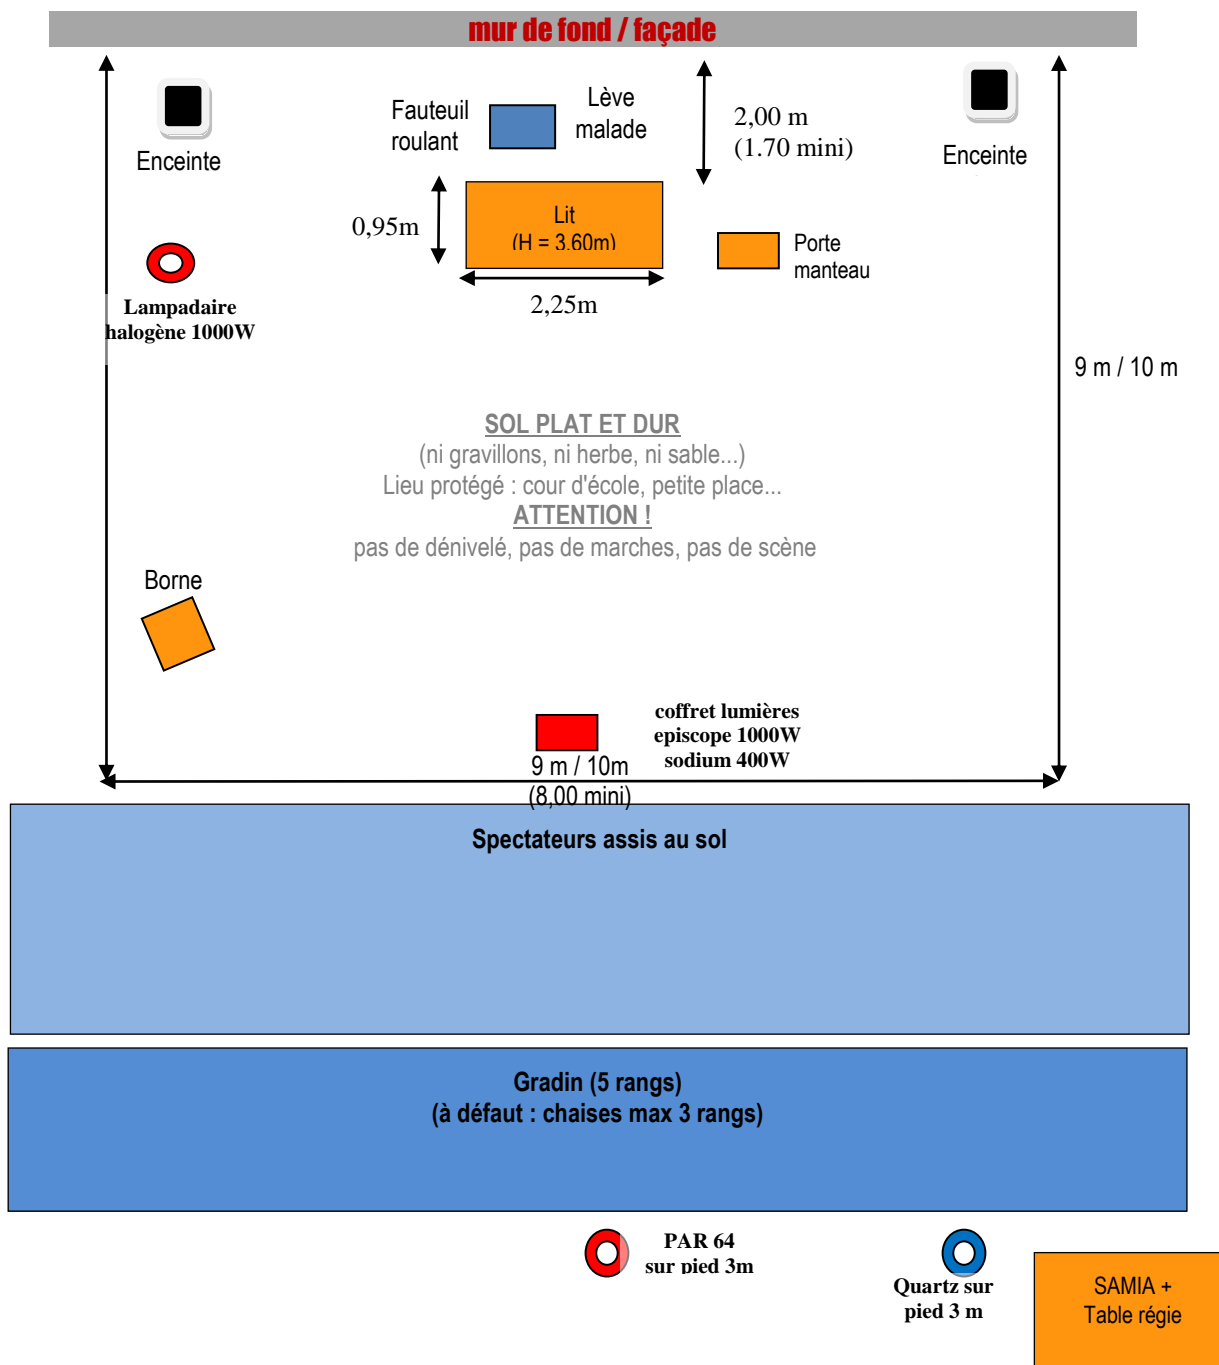 mur de fond / façade
Enceinte
Fauteuil
roulant
Lève
malade
2,00 m
(1.70 mini)
Enceinte
0,95m
Lit
(H = 3.60m)
Porte
manteau
2,25m
Lampadaire
halogène 1000W
9 m / 10 m
SOL PLAT ET DUR
(ni gravillons, ni herbe, ni sable...)
Lieu protégé : cour d'école, petite place...
ATTENTION !
pas de dénivelé, pas de marches, pas de scène
Borne
coffret lumières
episcope 1000W
sodium 400W
9 m / 10m
(8,00 mini)
Spectateurs assis au sol
Gradin (5 rangs)
(à défaut : chaises max 3 rangs)
PAR 64
sur pied 3m
Quartz sur
pied 3 m
SAMIA +
Table régie